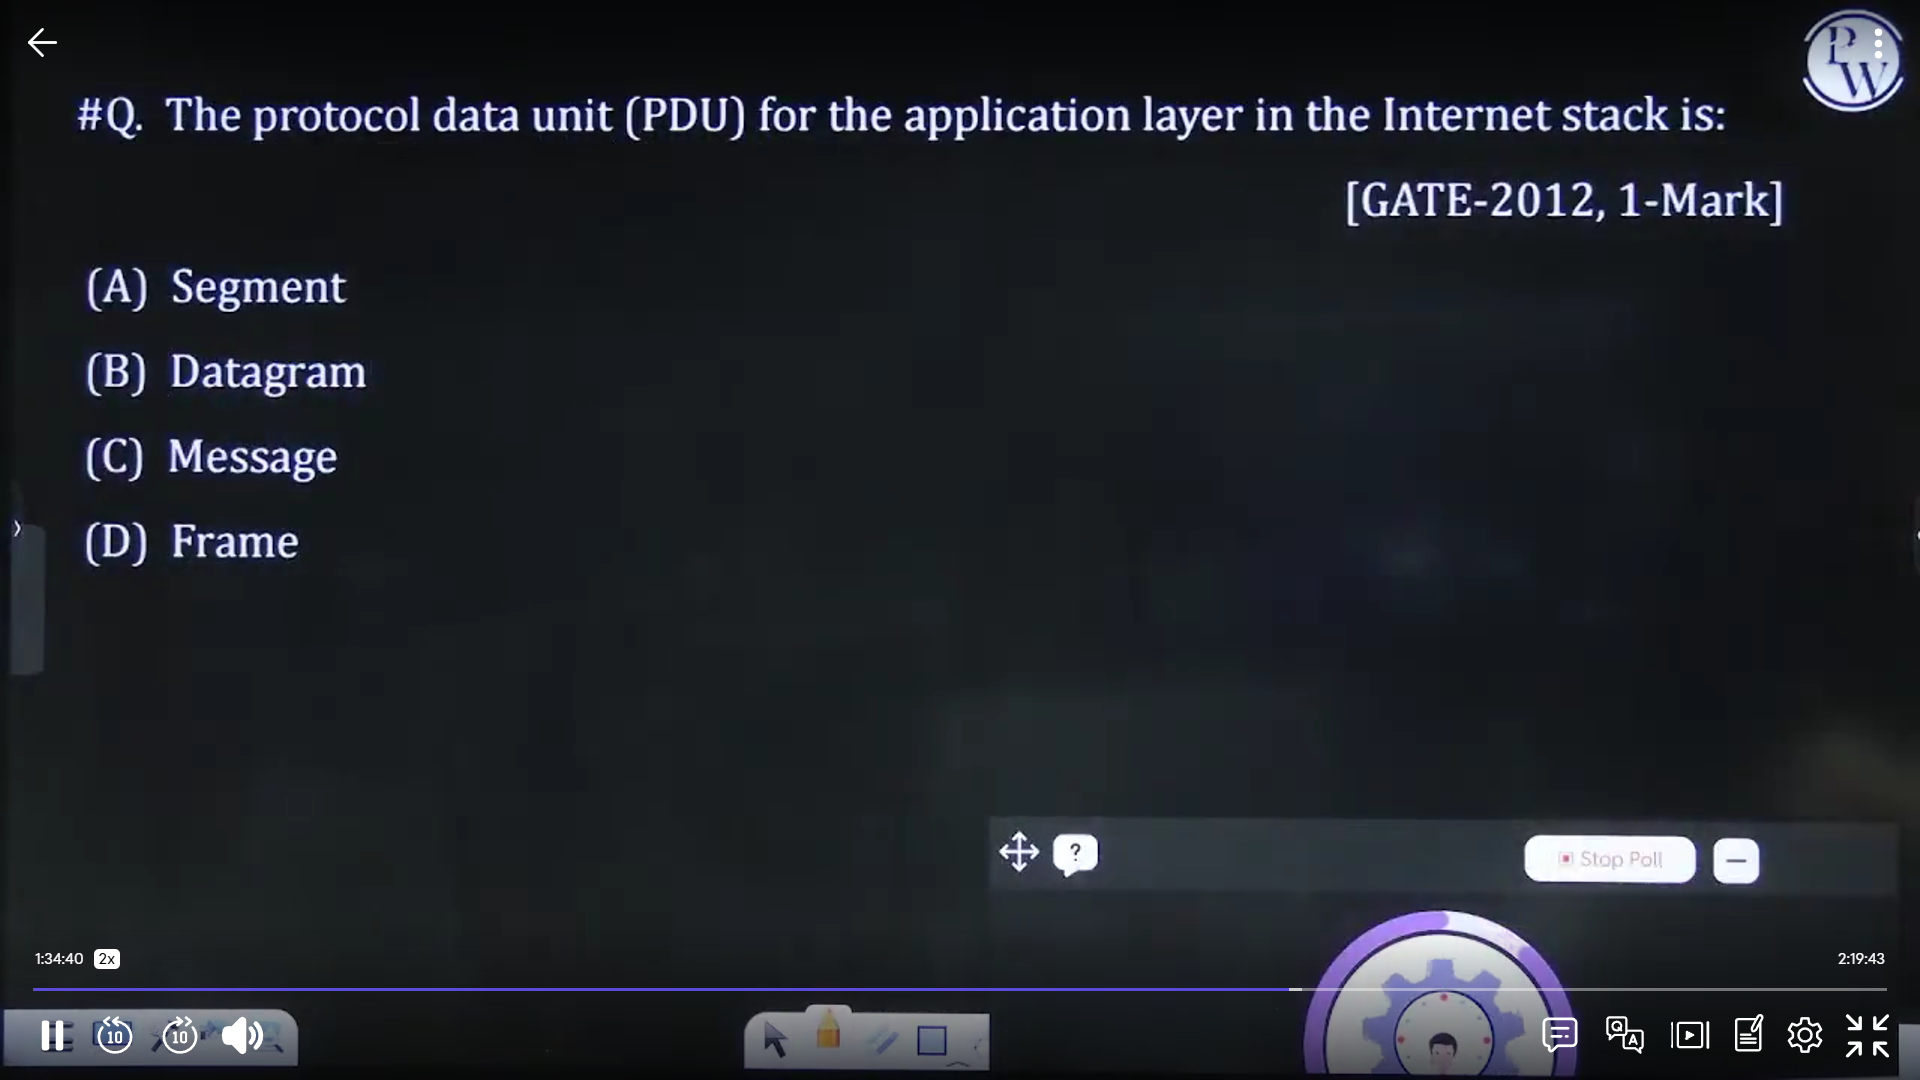 PW
#Q. The protocol data unit (PDU) for the application layer in the Internet stack is:
[GATE-2012, 1-Mark]
(A) Segment
(B) Datagram
(C) Message
(D) Frame
?
Stop Poll
1:34:40 2x
2:19:43
10 10
Q A